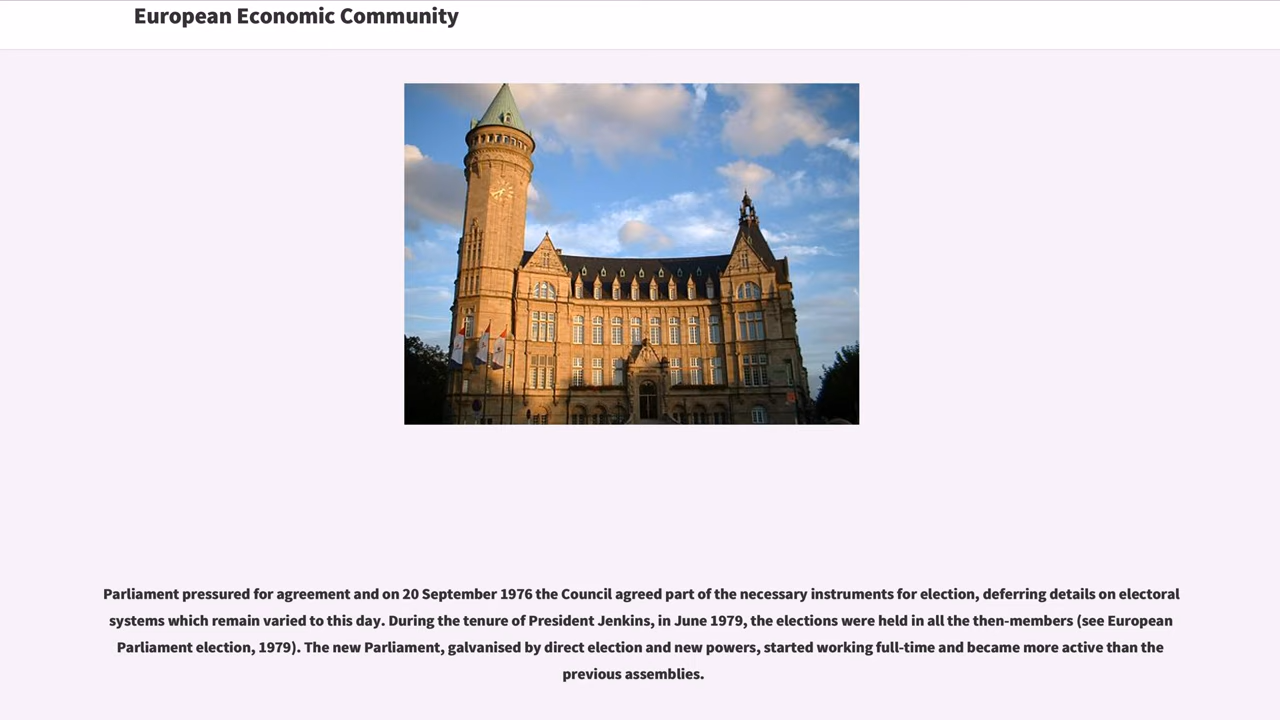 European Economic Community
Parliament pressured for agreement and on 20 September 1976 the Council agreed part of the necessary instruments for election, deferring details on electoral
systems which remain varied to this day. During the tenure of President Jenkins, in June 1979, the elections were held in all the then-members (see European
Parliament election, 1979). The new Parliament, galvanised by direct election and new powers, started working full-time and became more active than the
previous assemblies.